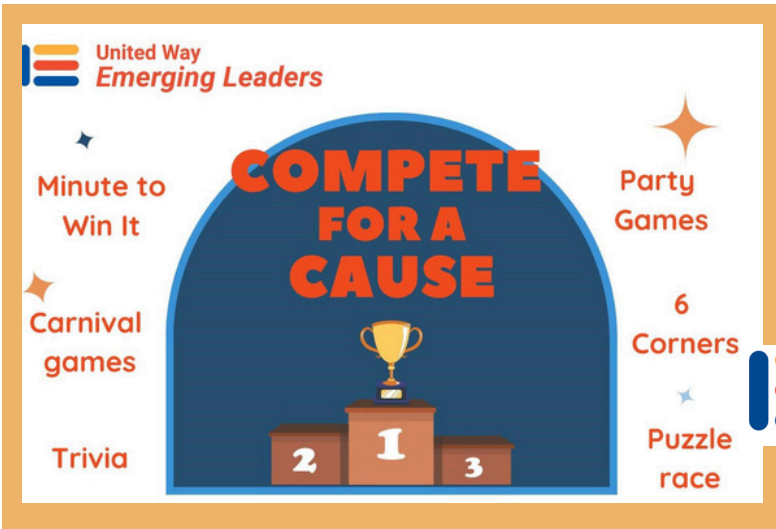 United Way
Emerging Leaders
COMPETE
FOR A
CAUSE
Minute to
Win It
Carnival
games
Trivia
Party
Games
6
Corners
Puzzle
race
2
1
3